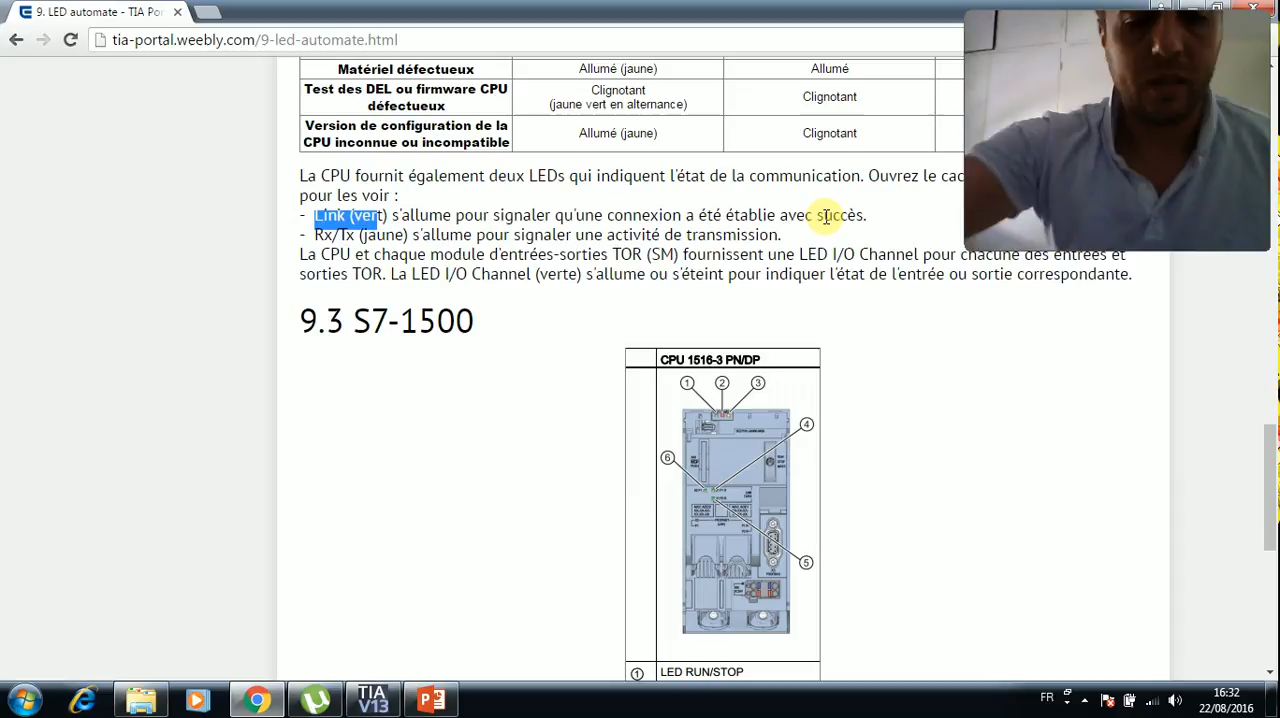 9. LED automate - TIA Por
tia-portal.weebly.com/9-led-automate.html
Matériel défectueux Allumé (jaune) Allumé
Test des DEL ou firmware CPU défectueux Clignotant (jaune vert en alternance) Clignotant
Version de configuration de la CPU inconnue ou incompatible Allumé (jaune) Clignotant
La CPU fournit également deux LEDs qui indiquent l'état de la communication. Ouvrez le cac
pour les voir :
- Link (vert) s'allume pour signaler qu'une connexion a été établie avec succès.
- Rx/Tx (jaune) s'allume pour signaler une activité de transmission.
La CPU et chaque module d'entrées-sorties TOR (SM) fournissent une LED I/O Channel pour chacune des entrées et
sorties TOR. La LED I/O Channel (verte) s'allume ou s'éteint pour indiquer l'état de l'entrée ou sortie correspondante.
9.3 S7-1500
CPU 1516-3 PN/DP
1 2 3
4
6
5
1 LED RUN/STOP
TIA V13
FR
16:32
22/08/2016